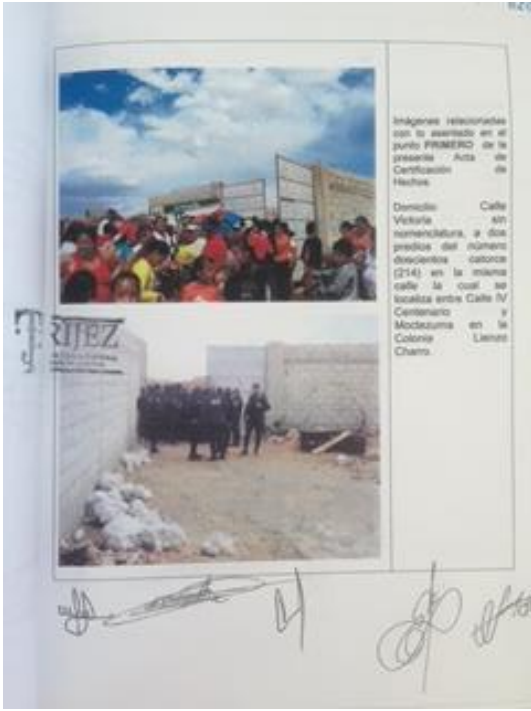 Imágenes relacionadas
con lo asentado en el
punto PRIMERO de la
presente Acta de
Certificación de
Hechos.
Domicilio Calle
Victoria sin
nomenclatura, a dos
predios del número
doscientos catorce
(214) en la misma
calle la cual se
localiza entre Calle IV
Centenario y
Moctezuma en la
Colonia Lienzo
Charro.
TRIJEZ